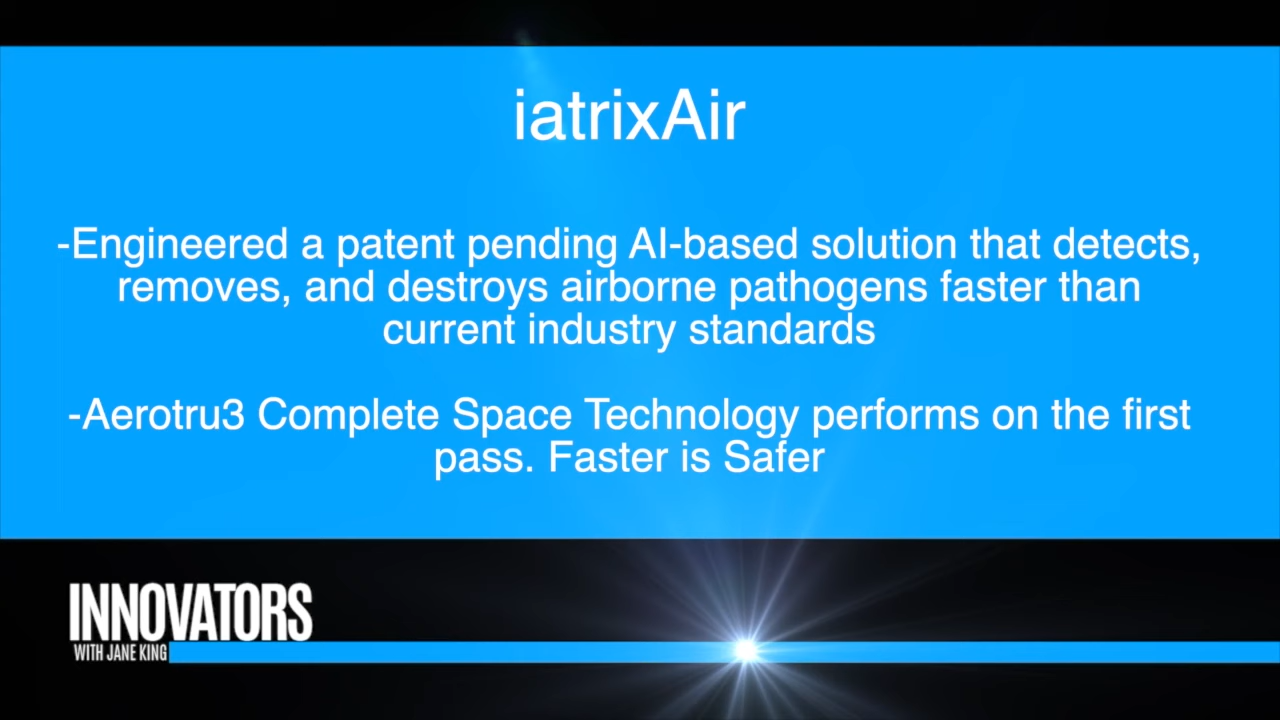 iatrixAir
-Engineered a patent pending AI-based solution that detects,
removes, and destroys airborne pathogens faster than
current industry standards
-Aerotru3 Complete Space Technology performs on the first
pass. Faster is Safer
INNOVATORS
WITH JANE KING